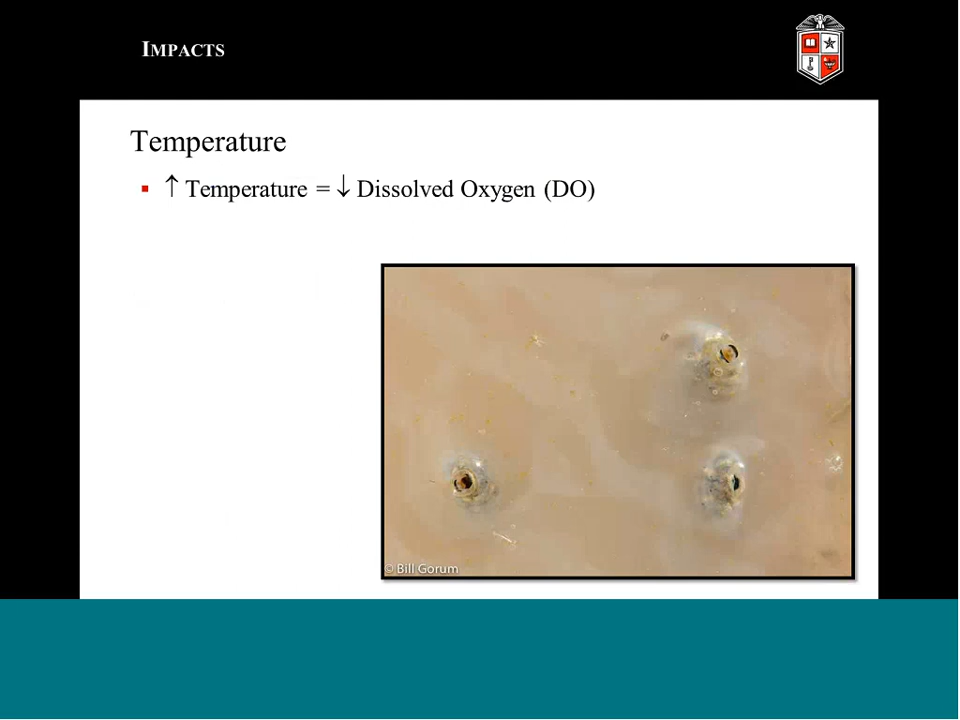 IMPACTS
Temperature
▪ ↑ Temperature = ↓ Dissolved Oxygen (DO)
© Bill Gorum